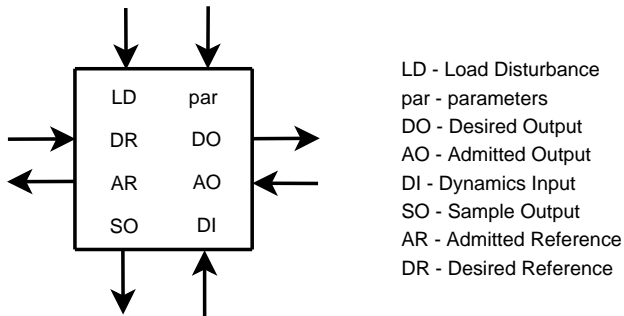 LD par
DR DO
AR AO
SO DI
LD - Load Disturbance
par - parameters
DO - Desired Output
AO - Admitted Output
DI - Dynamics Input
SO - Sample Output
AR - Admitted Reference
DR - Desired Reference